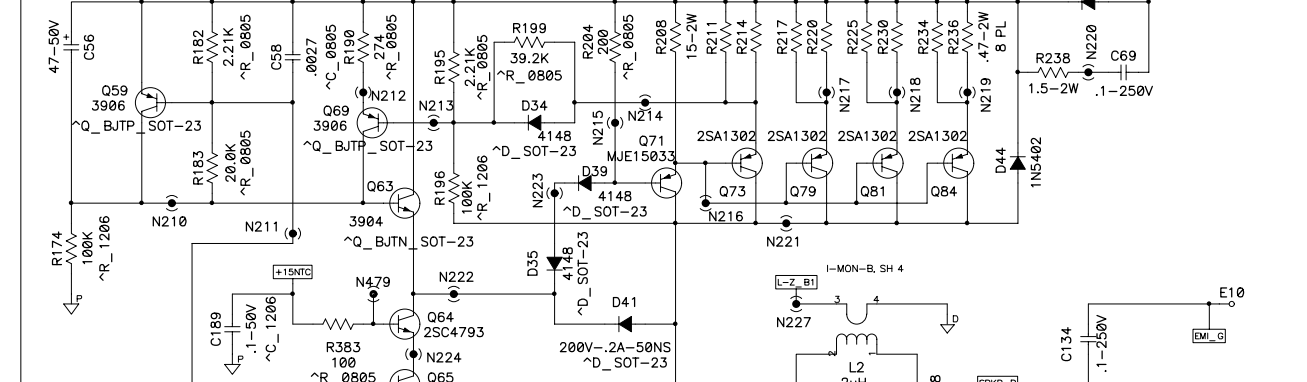 47-50V
C56
R182
2.21K
^R_0805
C58
.0027
^C_0805
R190
274
^R_0805
R195
2.21K
^R_0805
R199
39.2K
^R_0805
R204
200
^R_0805
R208
15-2W
R211
R214
R217
R220
R225
R230
R234
R236
.47-2W
8 PL
N220
R238
1.5-2W
C69
.1-250V
Q59
3906
^Q_BJTP_SOT-23
N212
Q69
3906
^Q_BJTP_SOT-23
N213
D34
4148
^D_SOT-23
N214
N215
N217
N218
N219
Q71
MJE15033
2SA1302
2SA1302
2SA1302
2SA1302
Q73
Q79
Q81
Q84
D44
1N5402
R183
20.0K
^R_0805
Q63
3904
^Q_BJTN_SOT-23
R196
100K
^R_1206
N223
D39
4148
^D_SOT-23
N216
N210
N211
N221
R174
100K
^R_1206
P
+15NTC
N479
N222
D35
4148
^D_SOT-23
I-MON-B, SH 4
L-Z_B1
N227
3
4
D
E10
EMI_G
C189
.1-50V
^C_1206
P
R383
100
^R_0805
Q64
2SC4793
N224
Q65
D41
200V-.2A-50NS
^D_SOT-23
2
1
L2
C134
.1-250V